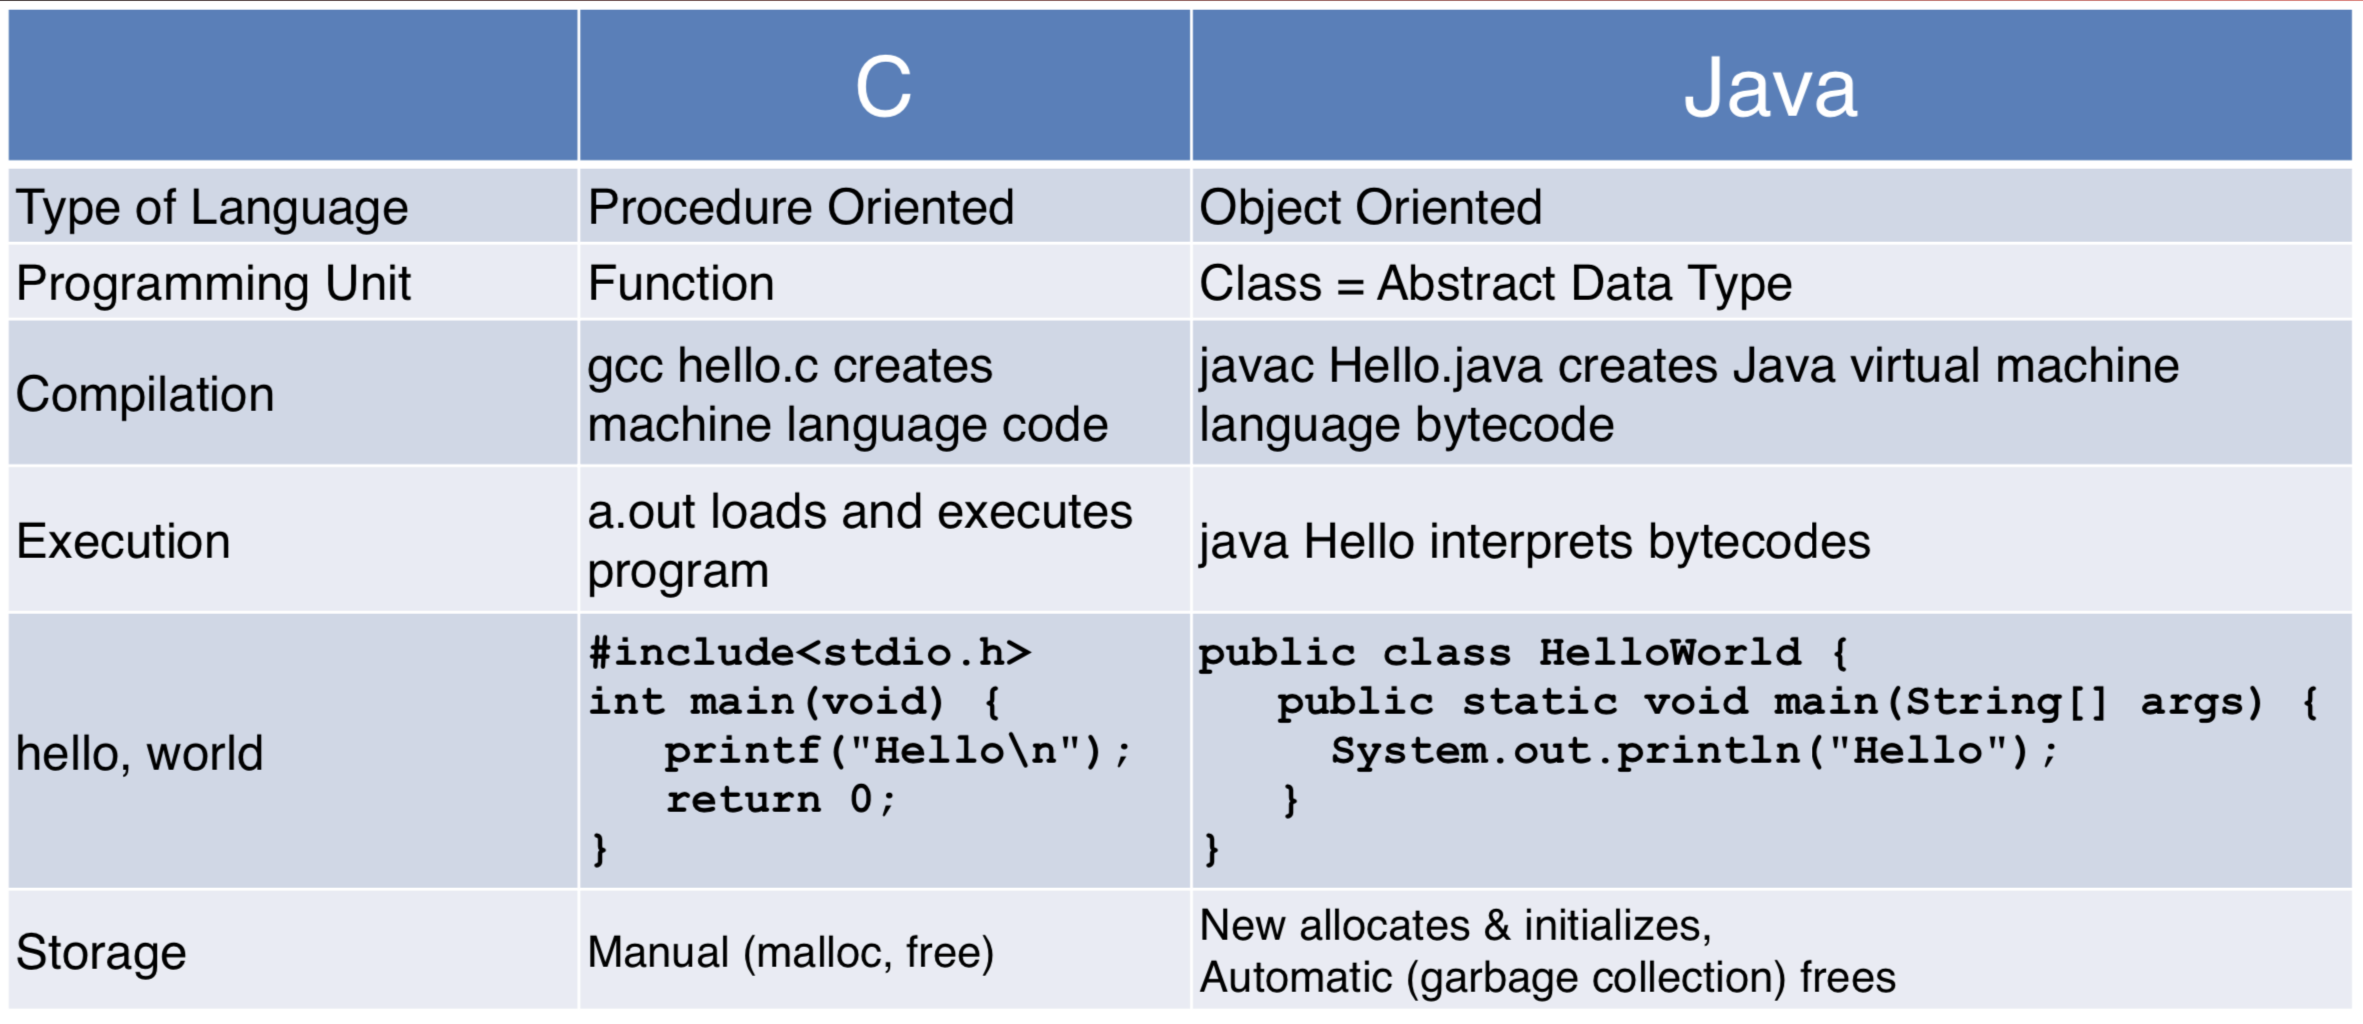 C
Java
Type of Language
Procedure Oriented
Object Oriented
Programming Unit
Function
Class = Abstract Data Type
Compilation
gcc hello.c creates
machine language code
javac Hello.java creates Java virtual machine
language bytecode
Execution
a.out loads and executes
program
java Hello interprets bytecodes
hello, world
#include<stdio.h>
int main(void) {
printf("Hello\n");
return 0;
}
public class HelloWorld {
public static void main(String[] args) {
System.out.println("Hello");
}
}
Storage
Manual (malloc, free)
New allocates & initializes,
Automatic (garbage collection) frees